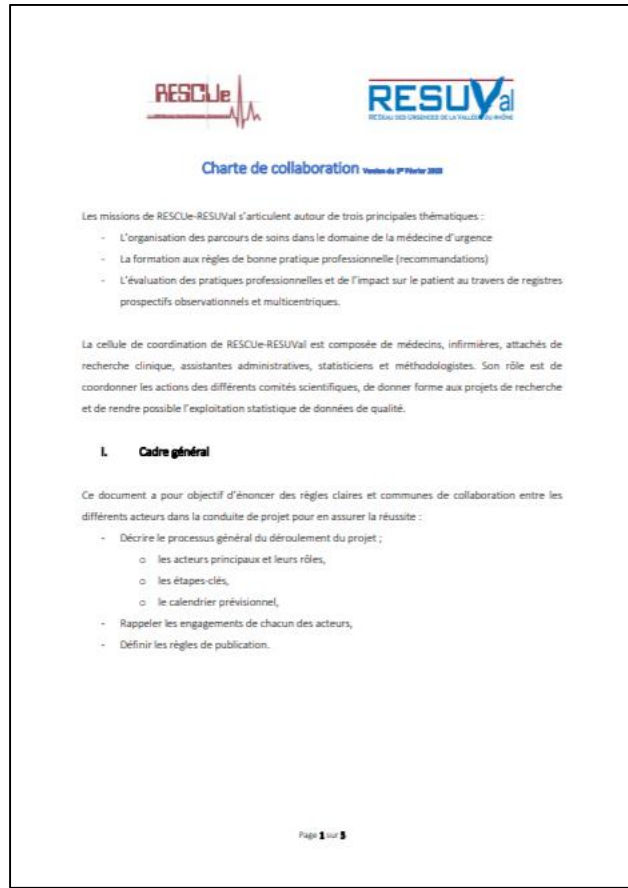 RESCUe
RESUVal
RESEAU DES URGENCES DE LA VALLÉE DU RHÔNE
Charte de collaboration Version du 1er Février
Les missions de RESCUe-RESUVal s'articulent autour de trois principales thématiques :
- L'organisation des parcours de soins dans le domaine de la médecine d'urgence
- La formation aux règles de bonne pratique professionnelle (recommandations)
- L'évaluation des pratiques professionnelles et de l'impact sur le patient au travers de registres
prospectifs observationnels et multicentriques.
La cellule de coordination de RESCUe-RESUVal est composée de médecins, infirmières, attachés de
recherche clinique, assistantes administratives, statisticiens et méthodologistes. Son rôle est de
coordonner les actions des différents comités scientifiques, de donner forme aux projets de recherche
et de rendre possible l'exploitation statistique de données de qualité.
I. Cadre général
Ce document a pour objectif d'énoncer des règles claires et communes de collaboration entre les
différents acteurs dans la conduite de projet pour en assurer la réussite :
- Décrire le processus général du déroulement du projet ;
o les acteurs principaux et leurs rôles,
o les étapes-clés,
o le calendrier prévisionnel,
- Rappeler les engagements de chacun des acteurs,
- Définir les règles de publication.
Page 1 sur 5